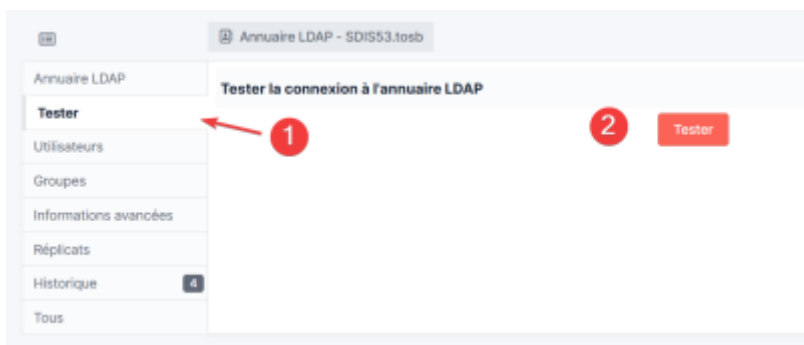 Annuaire LDAP - SDIS53.tosb
Annuaire LDAP
Tester
Utilisateurs
Groupes
Informations avancées
Réplicats
Historique 4
Tous
Tester la connexion à l'annuaire LDAP
1
2 Tester